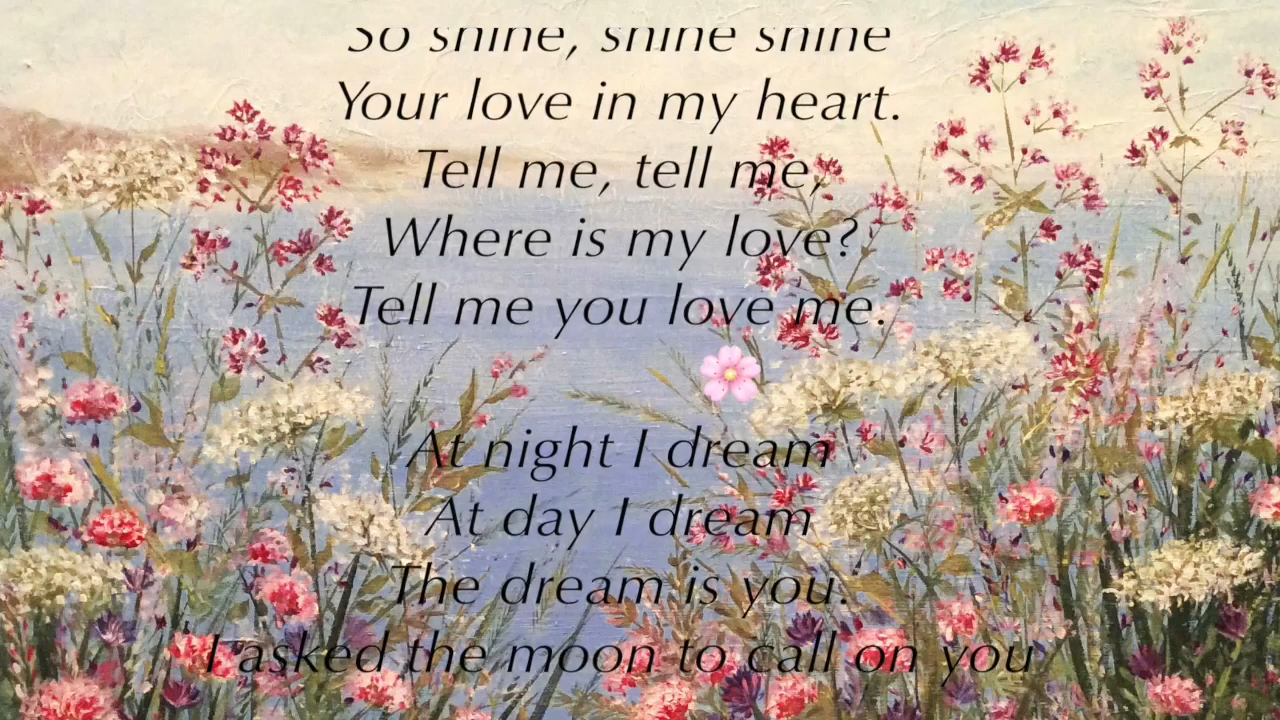 So shine, shine shine
Your love in my heart.
Tell me, tell me,
Where is my love?
Tell me you love me.
At night I dream
At day I dream
The dream is you.
I asked the moon to call on you